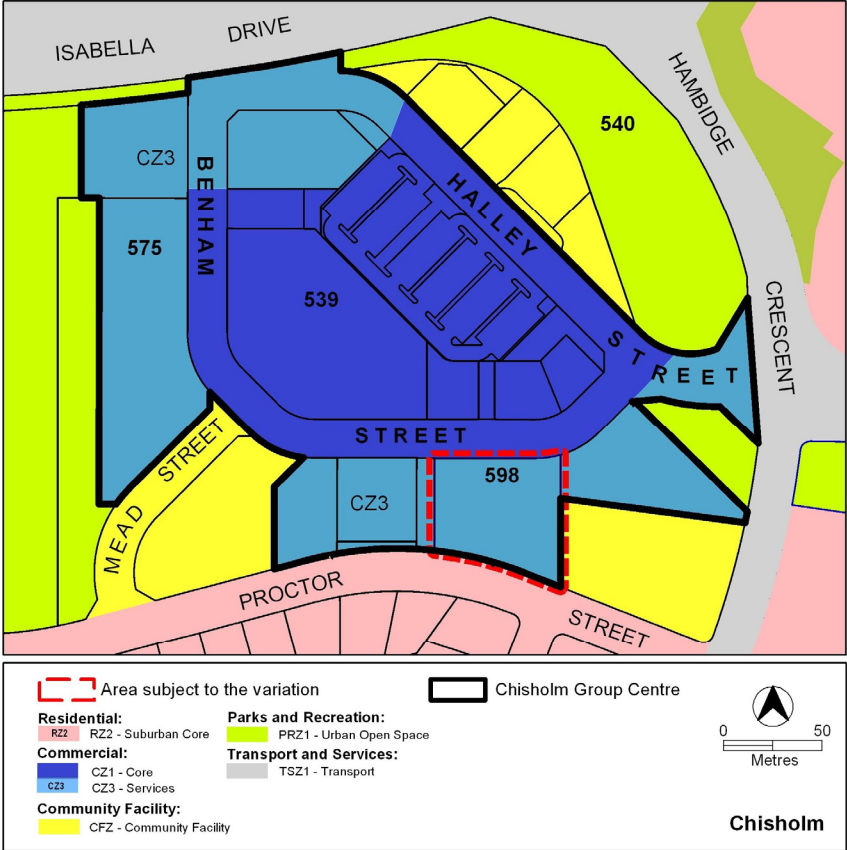 ISABELLA DRIVE
HAMBIDGE
CRESCENT
540
CZ3
BENHAM
HALLEY
STREET
575
539
STREET
598
MEAD STREET
CZ3
PROCTOR
STREET
Area subject to the variation
Chisholm Group Centre
Residential:
RZ2 RZ2 - Suburban Core
Commercial:
CZ1 - Core
CZ3 CZ3 - Services
Community Facility:
CFZ - Community Facility
Parks and Recreation:
PRZ1 - Urban Open Space
Transport and Services:
TSZ1 - Transport
0 50
Metres
Chisholm